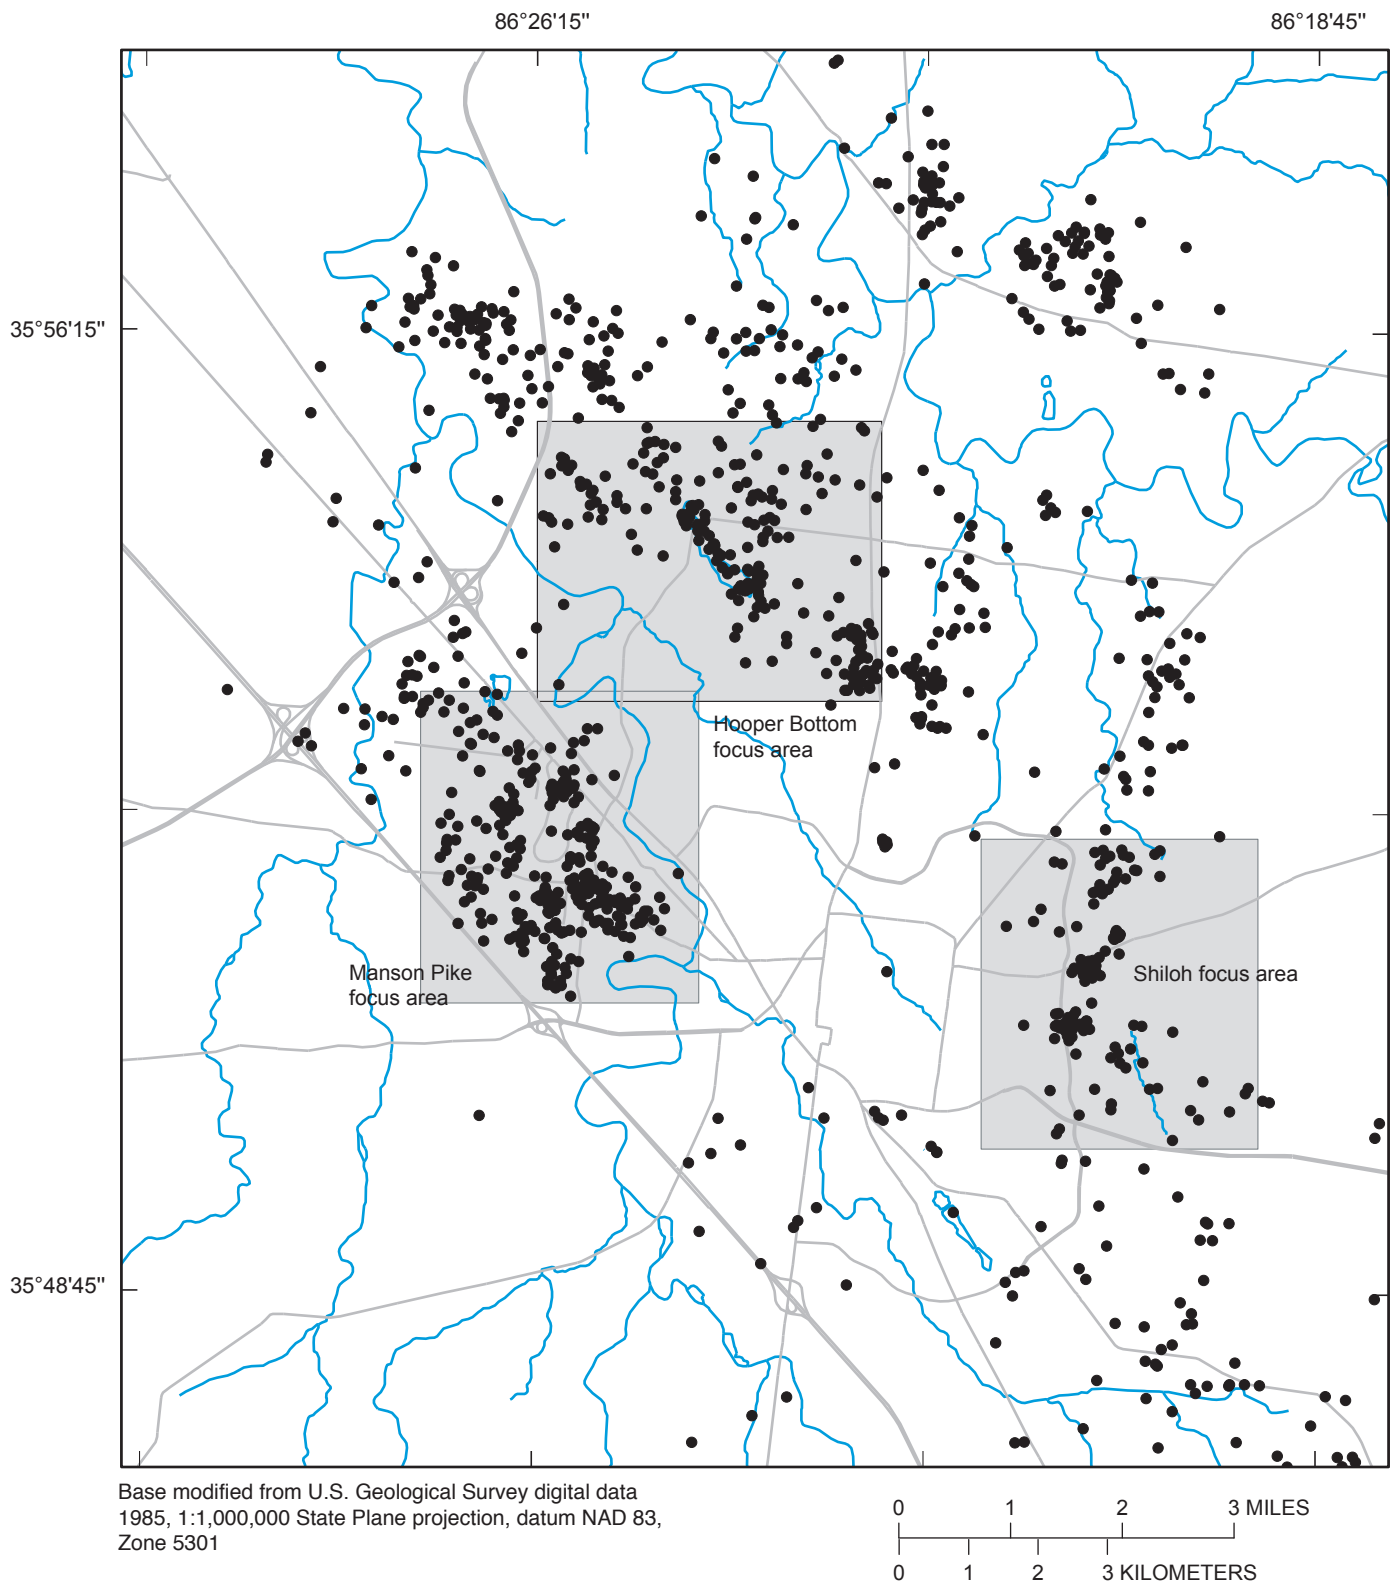 86°26'15"
86°18'45"
35°56'15"
Hooper Bottom
focus area
Manson Pike
focus area
Shiloh focus area
35°48'45"
Base modified from U.S. Geological Survey digital data
1985, 1:1,000,000 State Plane projection, datum NAD 83,
Zone 5301
0 1 2 3 MILES
0 1 2 3 KILOMETERS